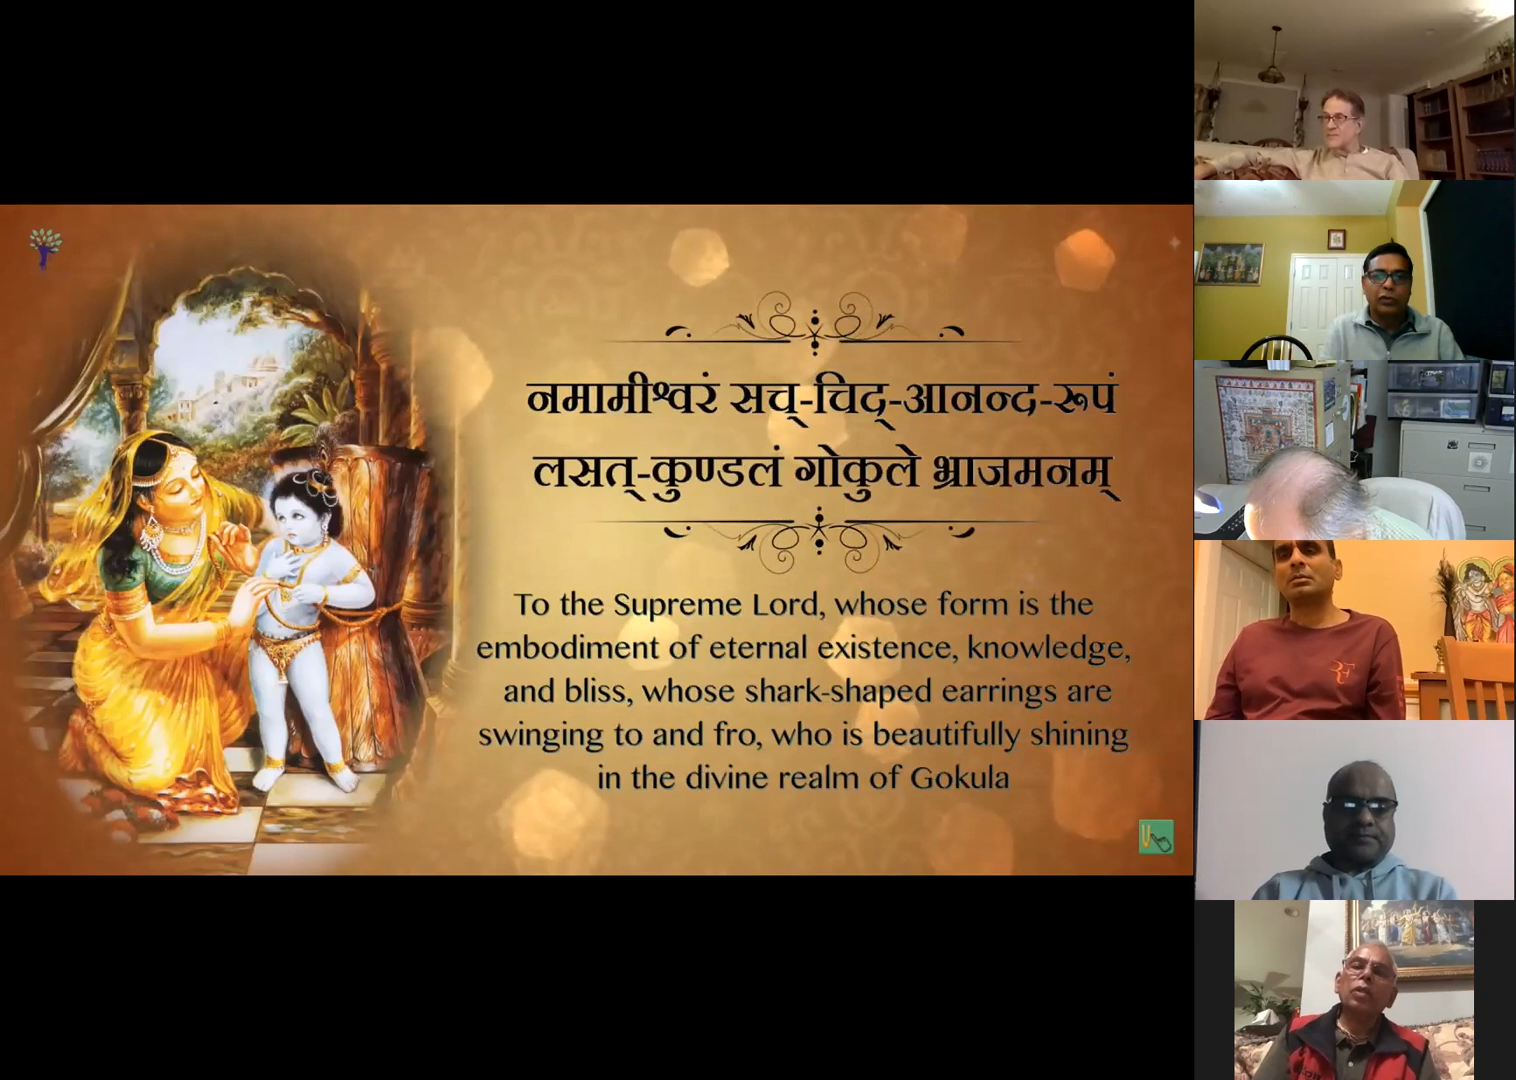 नमामीश्वरं सच्-चिद्-आनन्द-रूपं
लसत्-कुण्डलं गोकुले भ्राजमनम्
To the Supreme Lord, whose form is the
embodiment of eternal existence, knowledge,
and bliss, whose shark-shaped earrings are
swinging to and fro, who is beautifully shining
in the divine realm of Gokula